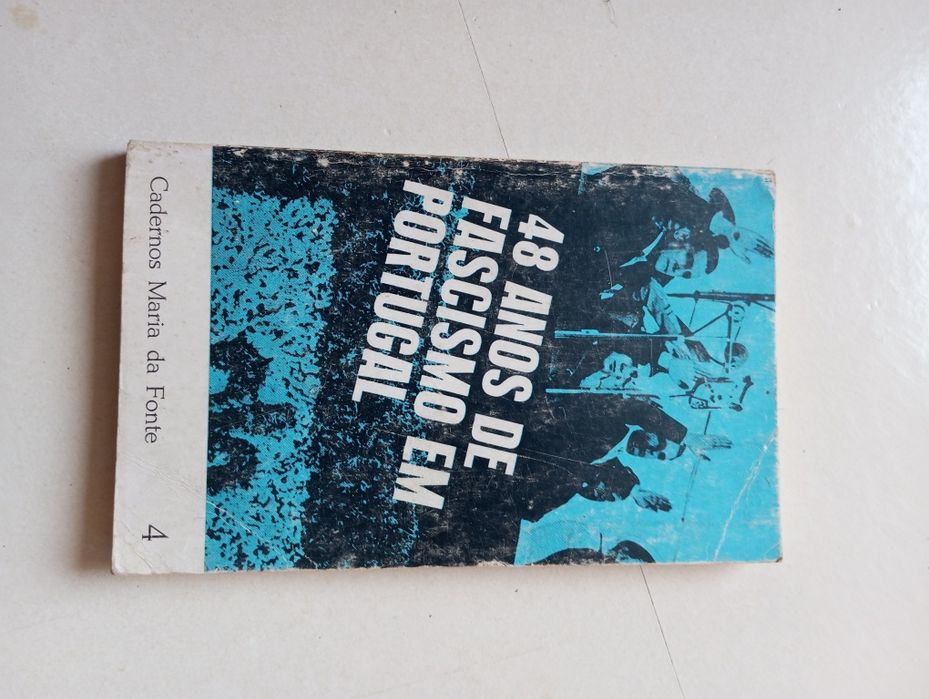 48 ANOS DE
FASCISMO EM
PORTUGAL
Cadernos Maria da Fonte 4